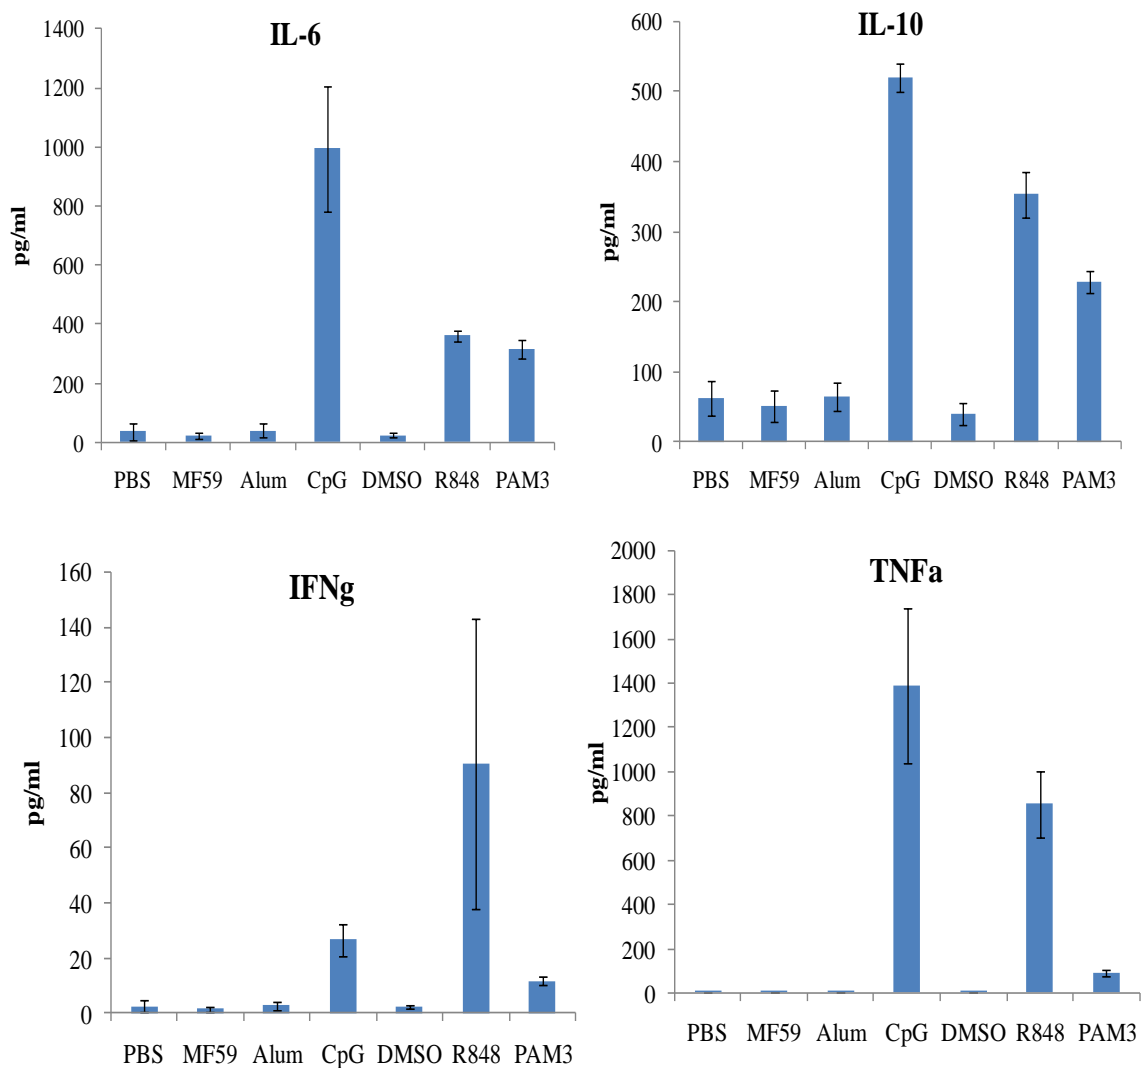 IL-6
1400
1200
1000
800
600
400
200
0
pg/ml
PBS MF59 Alum CpG DMSO R848 PAM3
IL-10
600
500
400
300
200
100
0
pg/ml
PBS MF59 Alum CpG DMSO R848 PAM3
IFNg
160
140
120
100
80
60
40
20
0
pg/ml
PBS MF59 Alum CpG DMSO R848 PAM3
TNFa
2000
1800
1600
1400
1200
1000
800
600
400
200
0
pg/ml
PBS MF59 Alum CpG DMSO R848 PAM3